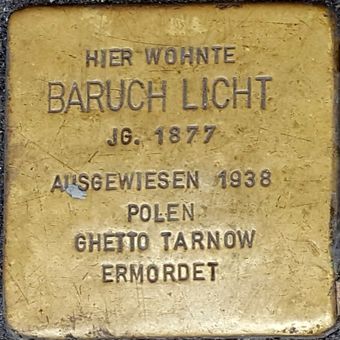 HIER WOHNTE
BARUCH LICHT
JG. 1877
AUSGEWIESEN 1938
POLEN
GHETTO TARNOW
ERMORDET